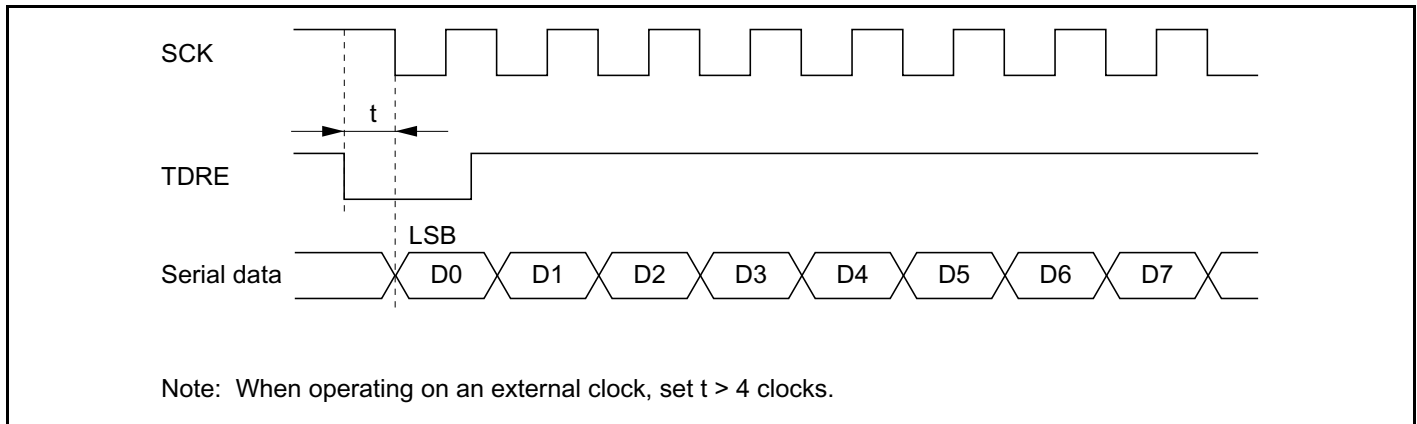 SCK
t
TDRE
LSB
Serial data D0 D1 D2 D3 D4 D5 D6 D7
Note: When operating on an external clock, set t > 4 clocks.